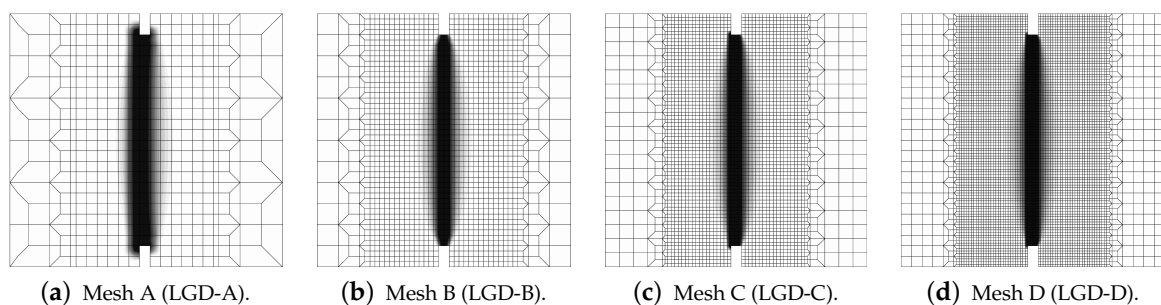 (a) Mesh A (LGD-A).
(b) Mesh B (LGD-B).
(c) Mesh C (LGD-C).
(d) Mesh D (LGD-D).